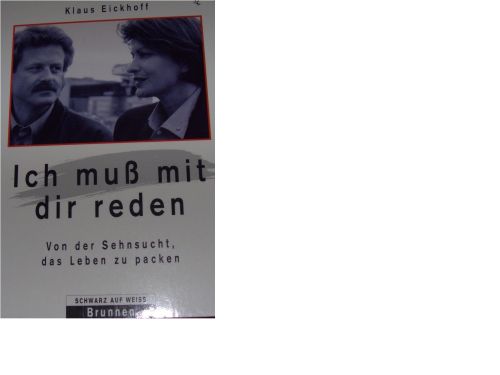 Klaus Eickhoff
Ich muß mit
dir reden
Von der Sehnsucht,
das Leben zu packen
SCHWARZ AUF WEISS
Brunnen